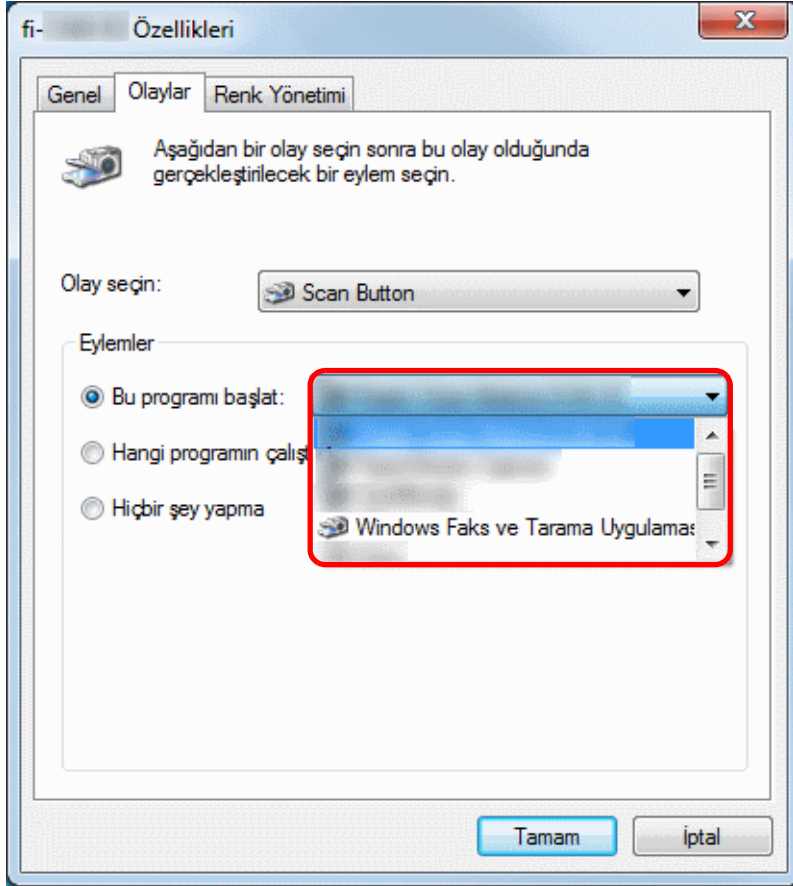 fi- Özellikleri
Genel Olaylar Renk Yönetimi
Aşağıdan bir olay seçin sonra bu olay olduğunda
gerçekleştirilecek bir eylem seçin.
Olay seçin: Scan Button
Eylemler
Bu programı başlat:
Hangi programın çalışt
Windows Faks ve Tarama Uygulamas
Hiçbir şey yapma
Tamam İptal